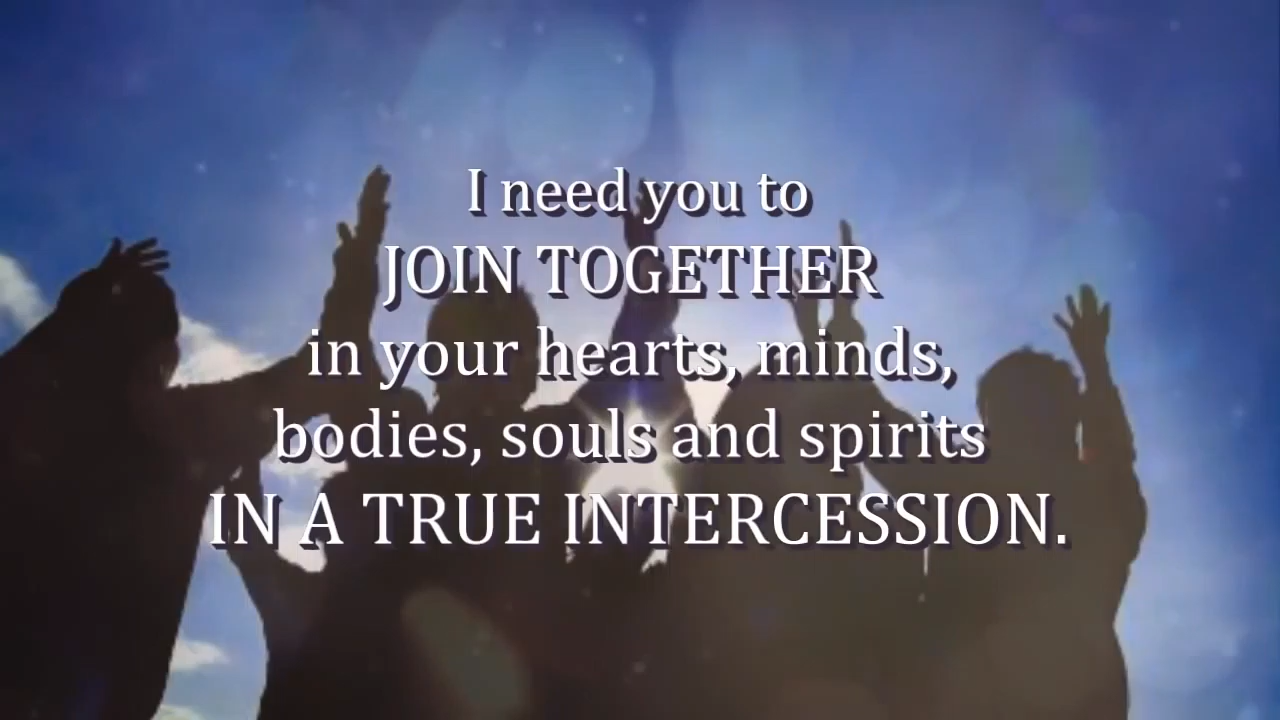 I need you to
JOIN TOGETHER
in your hearts, minds,
bodies, souls and spirits
IN A TRUE INTERCESSION.